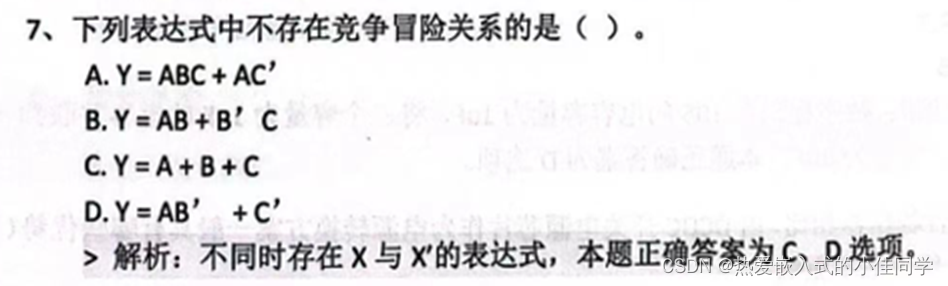 7、下列表达式中不存在竞争冒险关系的是（ ）。
A. Y = ABC + AC′
B. Y = AB + B′ C
C. Y = A + B + C
D. Y = AB′ + C′
> 解析：不同时存在 X 与 X′的表达式，本题正确答案为 C、D 选项。
CSDN @热爱嵌入式的小佳同学